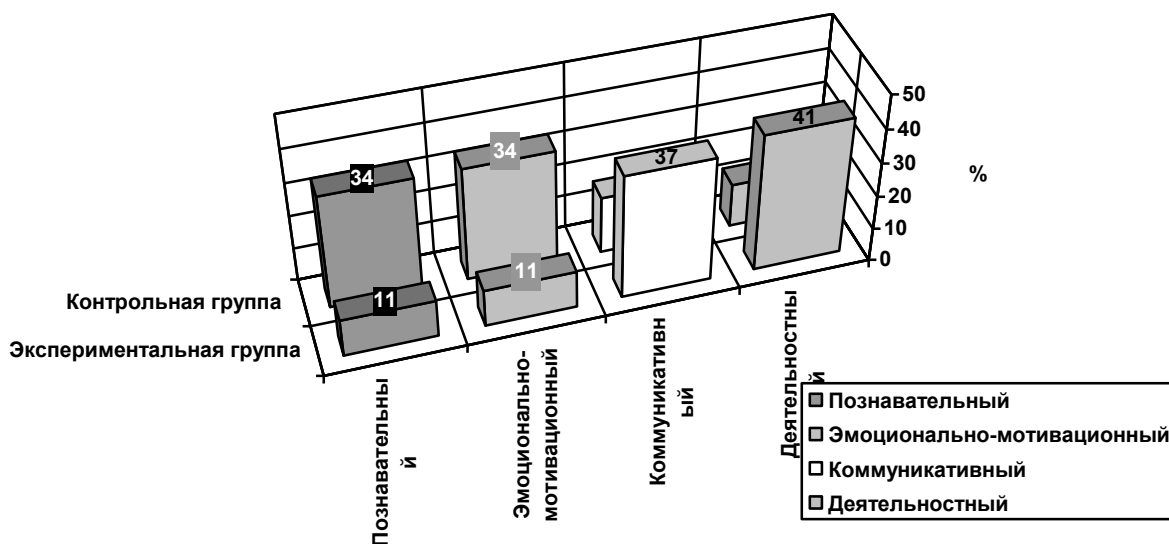 50
41
40
34
37
30
%
34
20
10
11
0
11
Контрольная группа
Экспериментальная группа
Познавательны
й
Эмоционально-
мотивационный
Коммуникативн
ый
Деятельностны
й
Познавательный
Эмоционально-мотивационный
Коммуникативный
Деятельностный